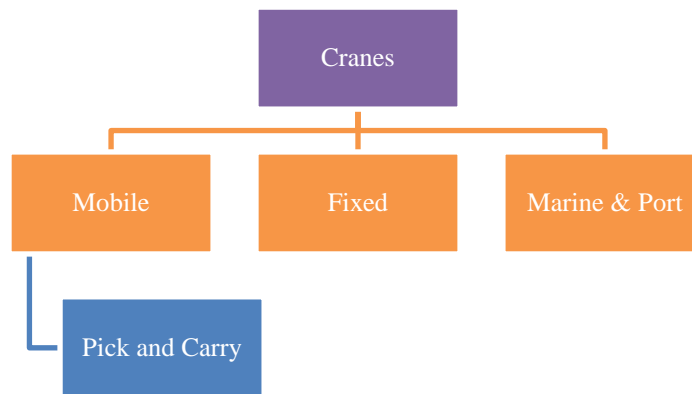 Cranes
Mobile
Fixed
Marine & Port
Pick and Carry